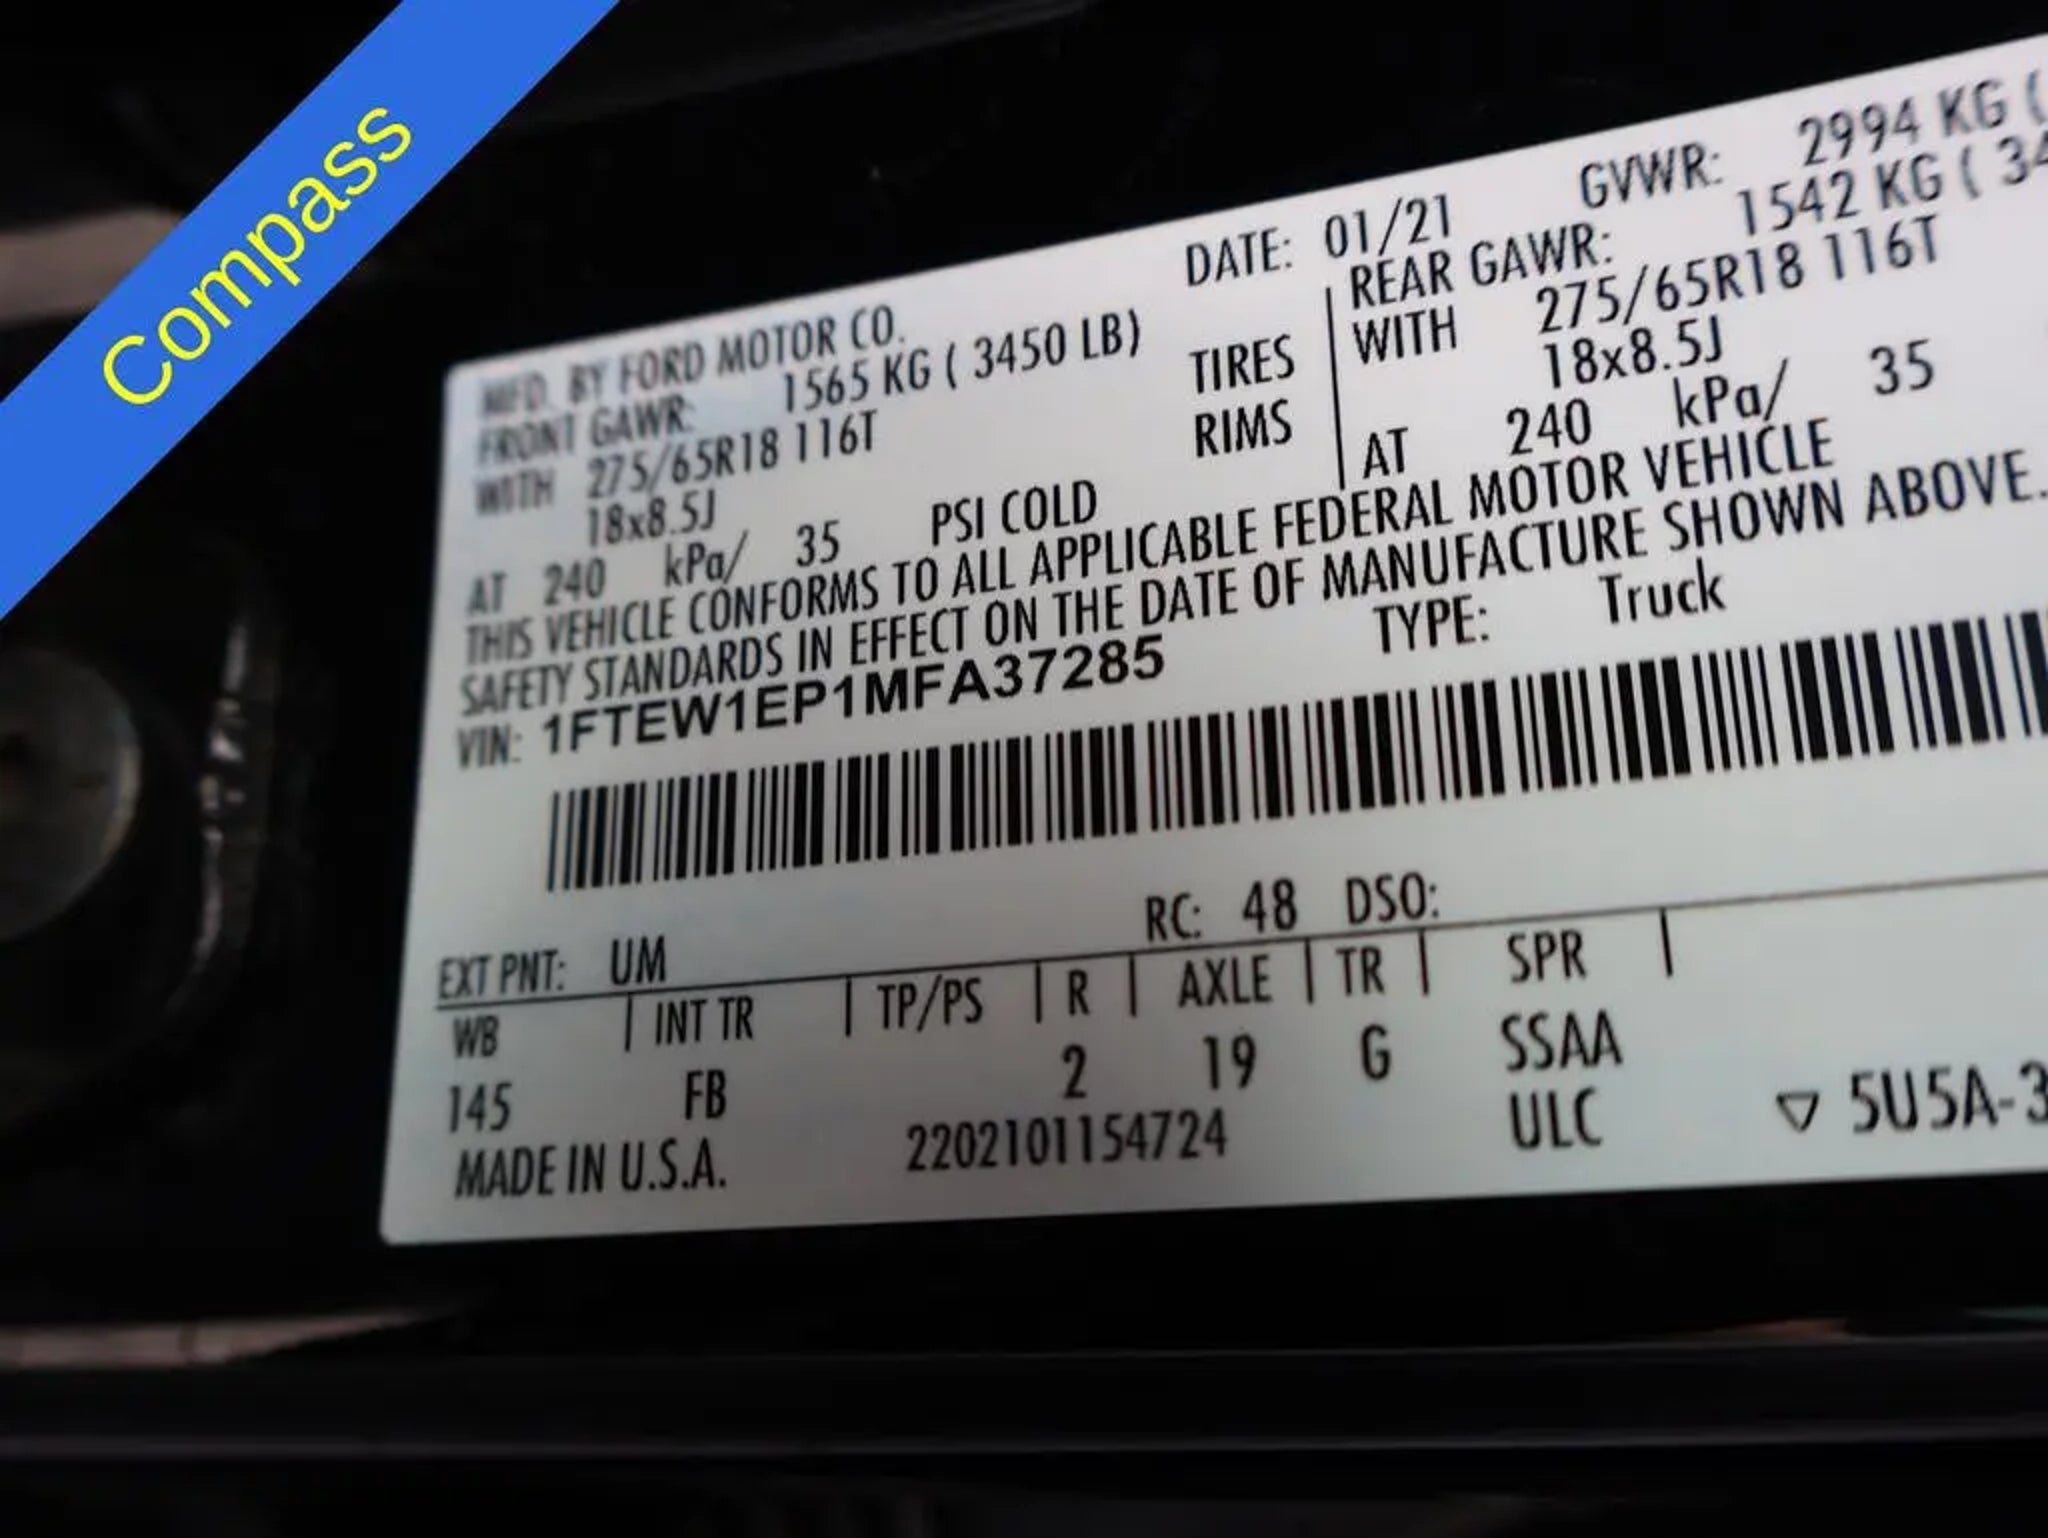 Compass
MFD. BY FORD MOTOR CO.
DATE: 01/21
GVWR: 2994 KG (
FRONT GAWR: 1565 KG ( 3450 LB)
REAR GAWR: 1542 KG ( 34
WITH 275/65R18 116T
TIRES
WITH 275/65R18 116T
18x8.5J
RIMS
18x8.5J
AT 240 kPa/ 35 PSI COLD
AT 240 kPa/ 35
THIS VEHICLE CONFORMS TO ALL APPLICABLE FEDERAL MOTOR VEHICLE
SAFETY STANDARDS IN EFFECT ON THE DATE OF MANUFACTURE SHOWN ABOVE.
VIN: 1FTEW1EP1MFA37285
TYPE: Truck
EXT PNT: UM RC: 48 DSO:
WB | INT TR | TP/PS | R | AXLE | TR | SPR |
145 FB 2 19 G SSAA
MADE IN U.S.A. 2202101154724 ULC ▽ 5U5A-3